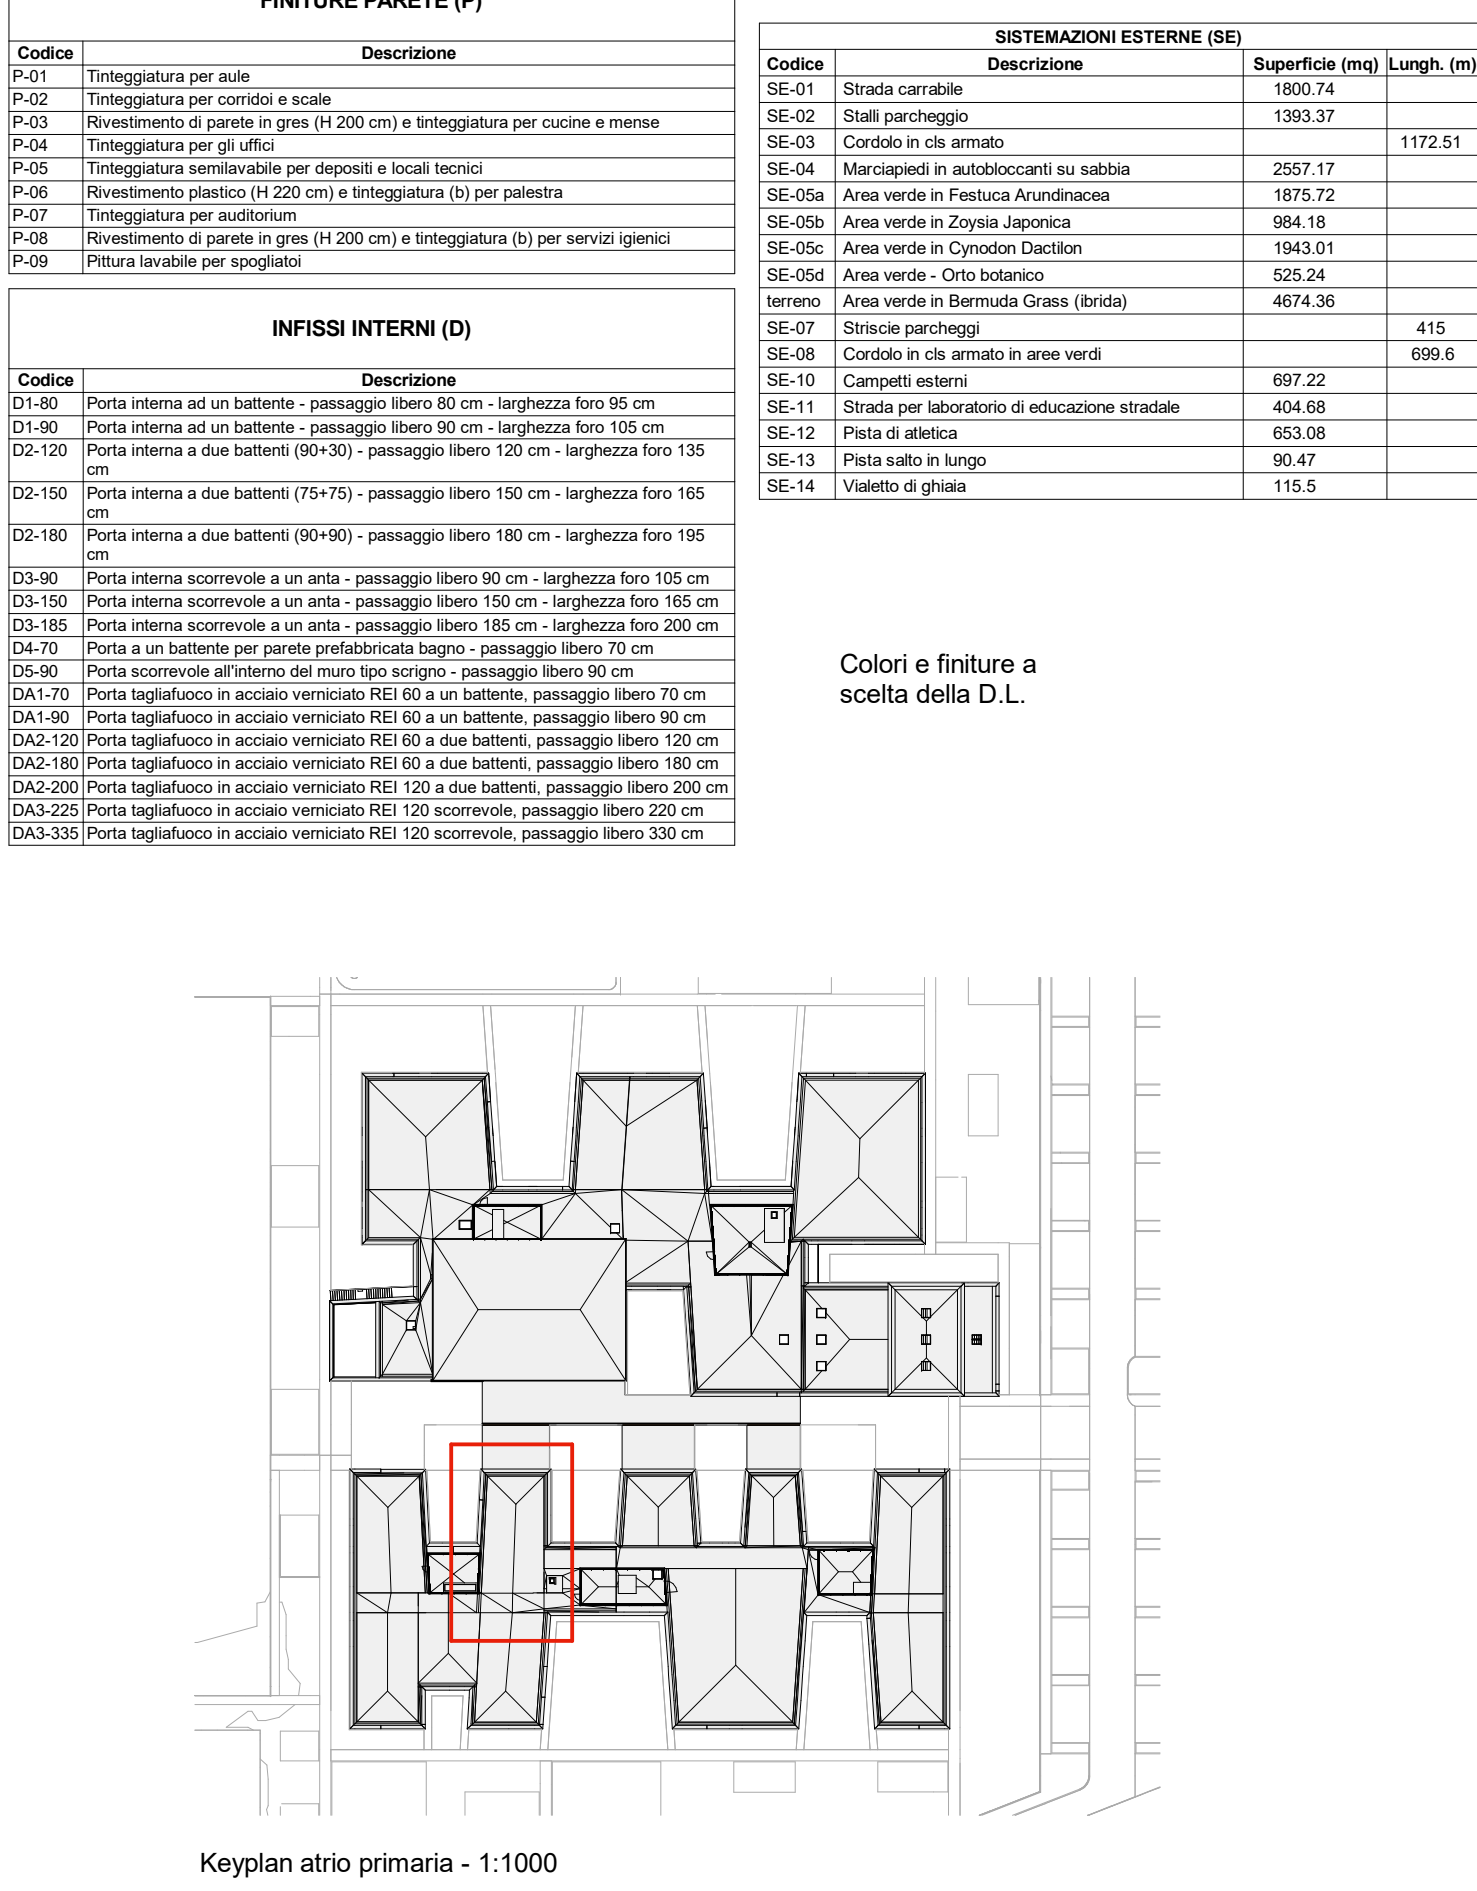 FINITURE PARETE (P)
Codice Descrizione
P-01 Tinteggiatura per aule
P-02 Tinteggiatura per corridoi e scale
P-03 Rivestimento di parete in gres (H 200 cm) e tinteggiatura per cucine e mense
P-04 Tinteggiatura per gli uffici
P-05 Tinteggiatura semilavabile per depositi e locali tecnici
P-06 Rivestimento plastico (H 220 cm) e tinteggiatura (b) per palestra
P-07 Tinteggiatura per auditorium
P-08 Rivestimento di parete in gres (H 200 cm) e tinteggiatura (b) per servizi igienici
P-09 Pittura lavabile per spogliatoi
INFISSI INTERNI (D)
Codice Descrizione
D1-80 Porta interna ad un battente - passaggio libero 80 cm - larghezza foro 95 cm
D1-90 Porta interna ad un battente - passaggio libero 90 cm - larghezza foro 105 cm
D2-120 Porta interna a due battenti (90+30) - passaggio libero 120 cm - larghezza foro 135
cm
D2-150 Porta interna a due battenti (75+75) - passaggio libero 150 cm - larghezza foro 165
cm
D2-180 Porta interna a due battenti (90+90) - passaggio libero 180 cm - larghezza foro 195
cm
D3-90 Porta interna scorrevole a un anta - passaggio libero 90 cm - larghezza foro 105 cm
D3-150 Porta interna scorrevole a un anta - passaggio libero 150 cm - larghezza foro 165 cm
D3-185 Porta interna scorrevole a un anta - passaggio libero 185 cm - larghezza foro 200 cm
D4-70 Porta a un battente per parete prefabbricata bagno - passaggio libero 70 cm
D5-90 Porta scorrevole all'interno del muro tipo scrigno - passaggio libero 90 cm
DA1-70 Porta tagliafuoco in acciaio verniciato REI 60 a un battente, passaggio libero 70 cm
DA1-90 Porta tagliafuoco in acciaio verniciato REI 60 a un battente, passaggio libero 90 cm
DA2-120 Porta tagliafuoco in acciaio verniciato REI 60 a due battenti, passaggio libero 120 cm
DA2-180 Porta tagliafuoco in acciaio verniciato REI 60 a due battenti, passaggio libero 180 cm
DA2-200 Porta tagliafuoco in acciaio verniciato REI 120 a due battenti, passaggio libero 200 cm
DA3-225 Porta tagliafuoco in acciaio verniciato REI 120 scorrevole, passaggio libero 220 cm
DA3-335 Porta tagliafuoco in acciaio verniciato REI 120 scorrevole, passaggio libero 330 cm
SISTEMAZIONI ESTERNE (SE)
Codice Descrizione Superficie (mq) Lungh. (m)
SE-01 Strada carrabile 1800.74
SE-02 Stalli parcheggio 1393.37
SE-03 Cordolo in cls armato 1172.51
SE-04 Marciapiedi in autobloccanti su sabbia 2557.17
SE-05a Area verde in Festuca Arundinacea 1875.72
SE-05b Area verde in Zoysia Japonica 984.18
SE-05c Area verde in Cynodon Dactilon 1943.01
SE-05d Area verde - Orto botanico 525.24
terreno Area verde in Bermuda Grass (ibrida) 4674.36
SE-07 Striscie parcheggi 415
SE-08 Cordolo in cls armato in aree verdi 699.6
SE-10 Campetti esterni 697.22
SE-11 Strada per laboratorio di educazione stradale 404.68
SE-12 Pista di atletica 653.08
SE-13 Pista salto in lungo 90.47
SE-14 Vialetto di ghiaia 115.5
Colori e finiture a
scelta della D.L.
Keyplan atrio primaria - 1:1000